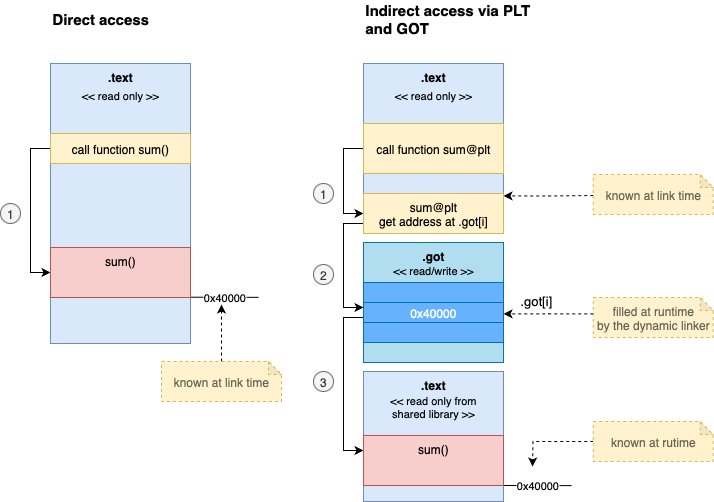 Direct access
.text
<< read only >>
call function sum()
1
sum()
0x40000
known at link time
Indirect access via PLT
and GOT
.text
<< read only >>
call function sum@plt
1
known at link time
sum@plt
get address at .got[i]
.got
<< read/write >>
2
.got[i]
0x40000
filled at runtime
by the dynamic linker
3
.text
<< read only from
shared library >>
sum()
known at rutime
0x40000